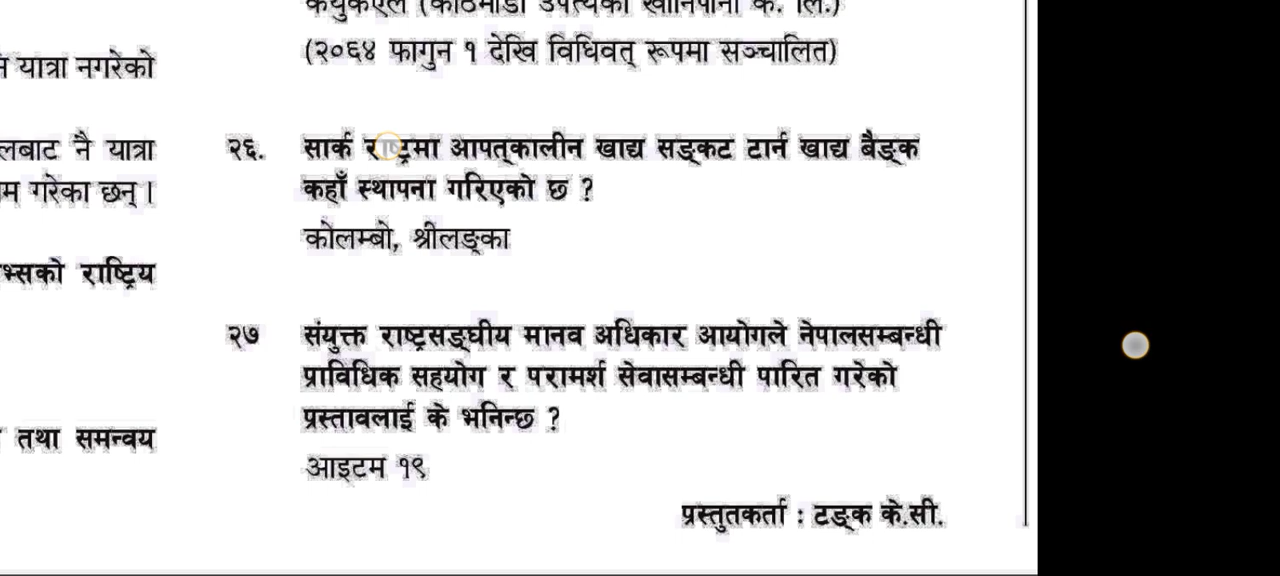 यात्रा नगरेको
नै यात्रा
गरेका छन् ।
राष्ट्रिय
तथा समन्वय
(२०६४ फागुन १ देखि विधिवत् रूपमा सञ्चालित)
२६. सार्क राष्ट्रमा आपत्कालीन खाद्य सङ्कट टार्न खाद्य बैङ्क
कहाँ स्थापना गरिएको छ ?
कोलम्बो, श्रीलङ्का
२७ संयुक्त राष्ट्रसङ्घीय मानव अधिकार आयोगले नेपालसम्बन्धी
प्राविधिक सहयोग र परामर्श सेवासम्बन्धी पारित गरेको
प्रस्तावलाई के भनिन्छ ?
आइटम १९
प्रस्तुतकर्ता : टङ्क के.सी.